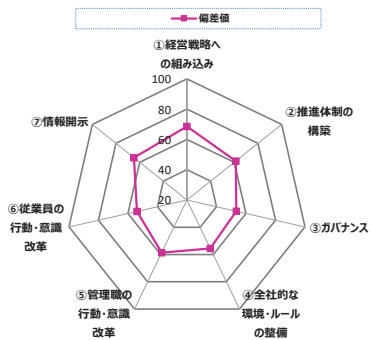 偏差値
①経営戦略へ
の組み込み
100
80
60
40
20
②推進体制の
構築
③ガバナンス
④全社的な
環境・ルール
の整備
⑤管理職の
行動・意識
改革
⑥従業員の
行動・意識
改革
⑦情報開示